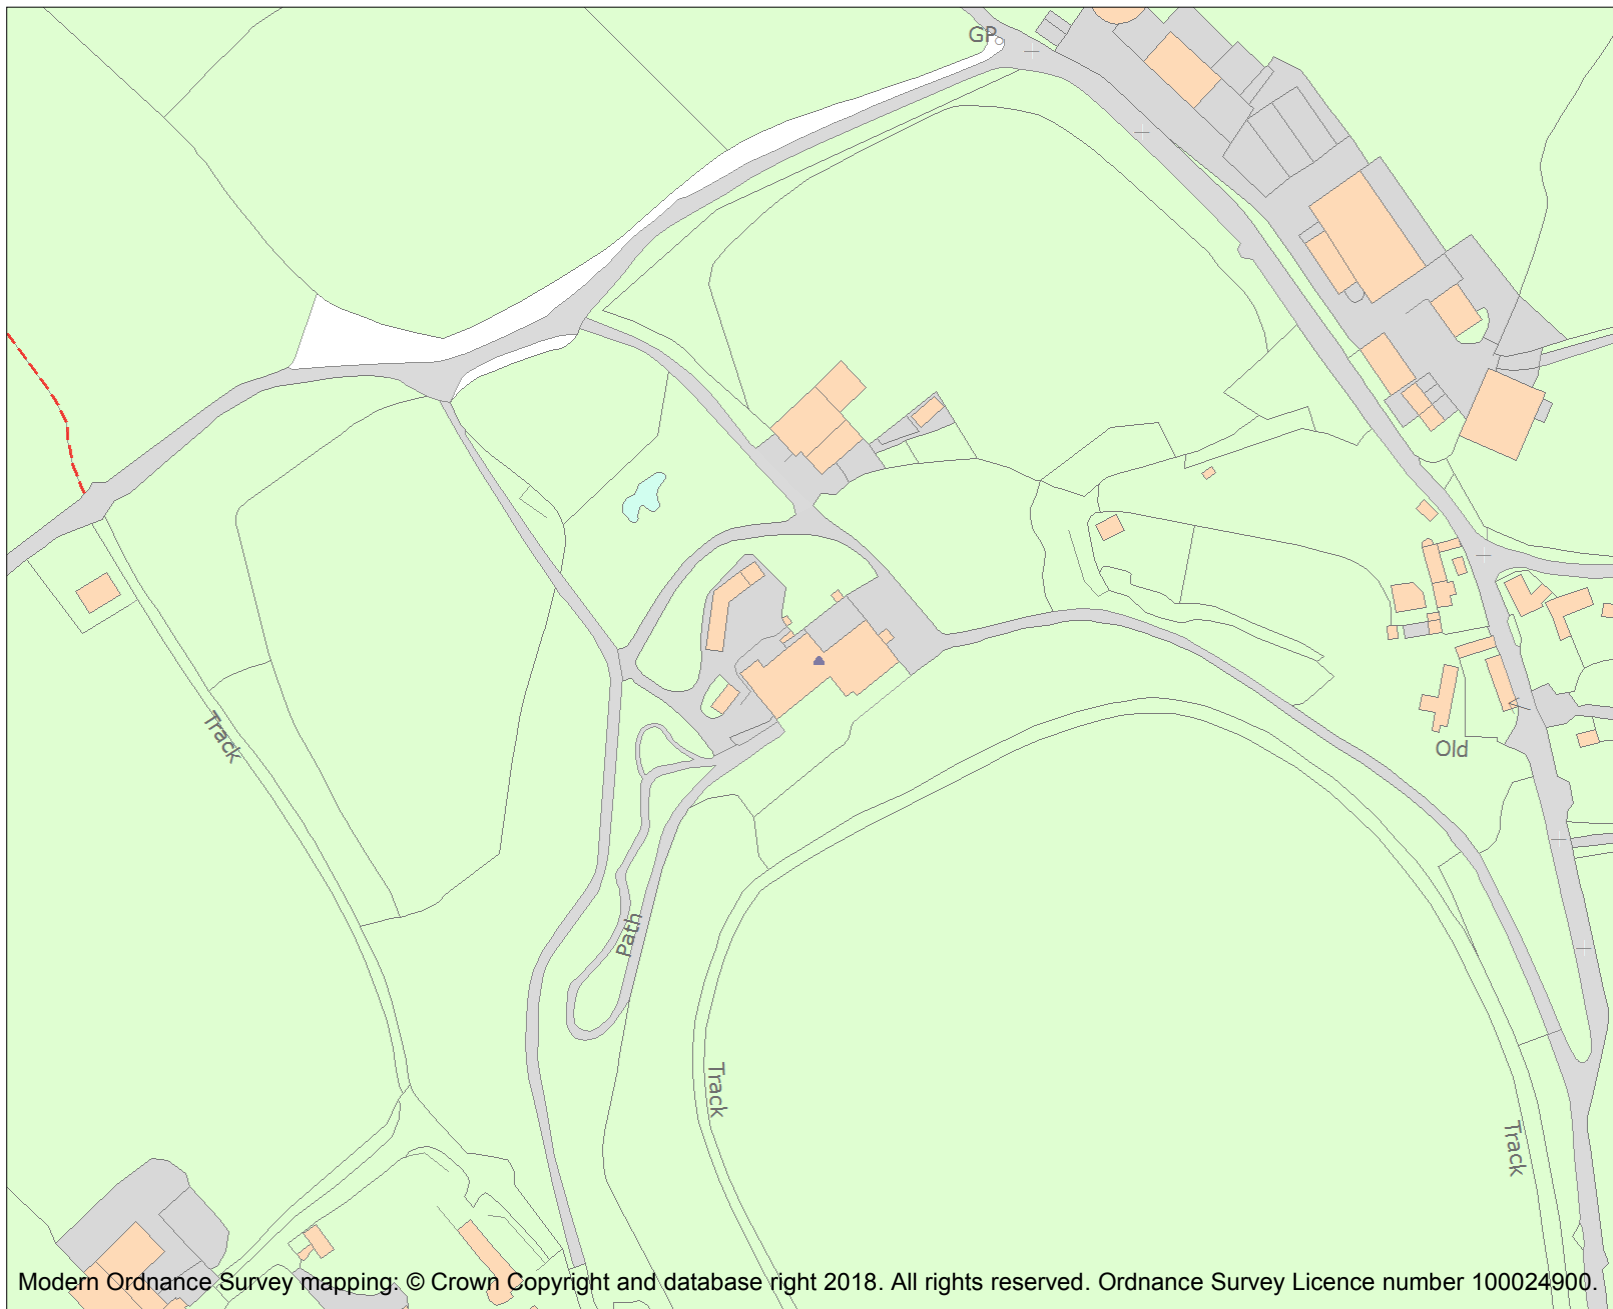 GP
Track
Old
Path
Track
Track
Modern Ordnance Survey mapping: © Crown Copyright and database right 2018. All rights reserved. Ordnance Survey Licence number 100024900.